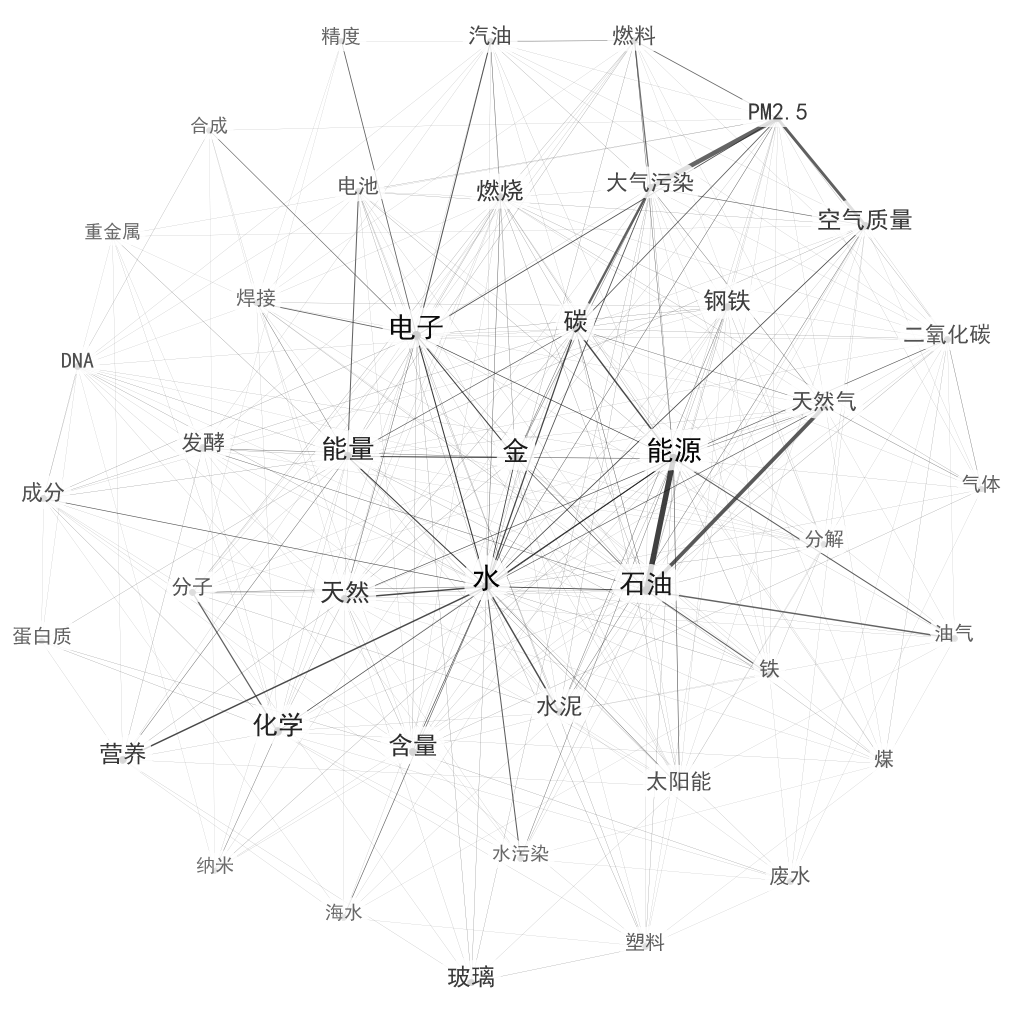 精度
汽油
燃料
PM2.5
合成
电池
燃烧
大气污染
空气质量
重金属
焊接
电子
碳
钢铁
二氧化碳
DNA
天然气
发酵
能量
金
能源
成分
气体
分解
分子
天然
水
石油
蛋白质
油气
铁
水泥
化学
含量
营养
煤
太阳能
纳米
水污染
废水
海水
塑料
玻璃